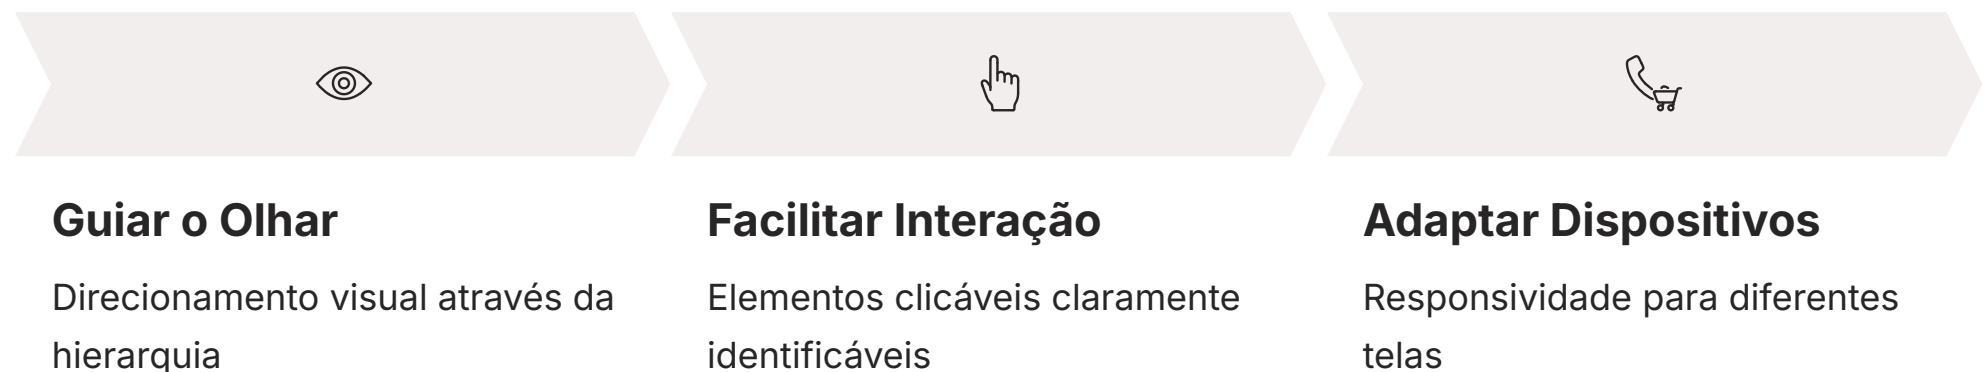 Guiar o Olhar
Direcionamento visual através da
hierarquia
Facilitar Interação
Elementos clicáveis claramente
identificáveis
Adaptar Dispositivos
Responsividade para diferentes
telas